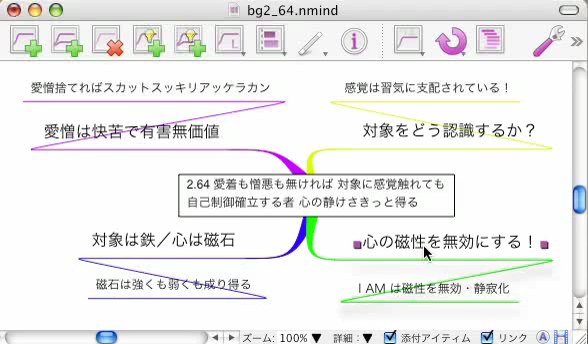 bg2_64.nmind
愛憎捨てればスカットスッキリアッケラカン
感覚は習気に支配されている！
愛憎は快苦で有害無価値
対象をどう認識するか？
2.64 愛着も憎悪も無ければ 対象に感覚触れても
自己制御確立する者 心の静けさきっと得る
対象は鉄／心は磁石
心の磁性を無効にする！
磁石は強くも弱くも成り得る
I AM は磁性を無効・静寂化
ズーム: 100% 詳細: 添付アイテム リンク A